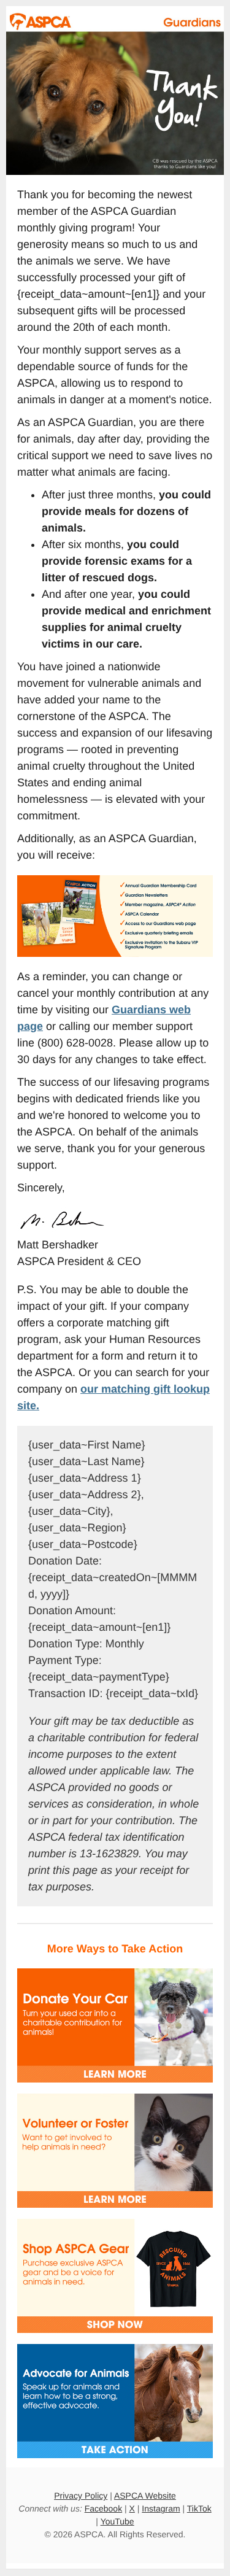 ASPCA Guardians
Thank
You!
CB was rescued by the ASPCA
thanks to Guardians like you!
Thank you for becoming the newest
member of the ASPCA Guardian
monthly giving program! Your
generosity means so much to us and
the animals we serve. We have
successfully processed your gift of
{receipt_data~amount~[en1]} and your
subsequent gifts will be processed
around the 20th of each month.
Your monthly support serves as a
dependable source of funds for the
ASPCA, allowing us to respond to
animals in danger at a moment's notice.
As an ASPCA Guardian, you are there
for animals, day after day, providing the
critical support we need to save lives no
matter what animals are facing.
• After just three months, you could
provide meals for dozens of
animals.
• After six months, you could
provide forensic exams for a
litter of rescued dogs.
• And after one year, you could
provide medical and enrichment
supplies for animal cruelty
victims in our care.
You have joined a nationwide
movement for vulnerable animals and
have added your name to the
cornerstone of the ASPCA. The
success and expansion of our lifesaving
programs — rooted in preventing
animal cruelty throughout the United
States and ending animal
homelessness — is elevated with your
commitment.
Additionally, as an ASPCA Guardian,
you will receive:
ACTION
✓Annual Guardian Membership Card
✓Guardian Newsletters
✓Member magazine, ASPCA® Action
✓ASPCA Calendar
✓Access to our Guardians web page
✓Exclusive quarterly briefing emails
✓Exclusive invitation to the Subaru VIP
Signature Program
As a reminder, you can change or
cancel your monthly contribution at any
time by visiting our Guardians web
page or calling our member support
line (800) 628-0028. Please allow up to
30 days for any changes to take effect.
The success of our lifesaving programs
begins with dedicated friends like you
and we're honored to welcome you to
the ASPCA. On behalf of the animals
we serve, thank you for your generous
support.
Sincerely,
Matt Bershadker
ASPCA President & CEO
P.S. You may be able to double the
impact of your gift. If your company
offers a corporate matching gift
program, ask your Human Resources
department for a form and return it to
the ASPCA. Or you can search for your
company on our matching gift lookup
site.
{user_data~First Name}
{user_data~Last Name}
{user_data~Address 1}
{user_data~Address 2},
{user_data~City},
{user_data~Region}
{user_data~Postcode}
Donation Date:
{receipt_data~createdOn~[MMMM
d, yyyy]}
Donation Amount:
{receipt_data~amount~[en1]}
Donation Type: Monthly
Payment Type:
{receipt_data~paymentType}
Transaction ID: {receipt_data~txId}
Your gift may be tax deductible as
a charitable contribution for federal
income purposes to the extent
allowed under applicable law. The
ASPCA provided no goods or
services as consideration, in whole
or in part for your contribution. The
ASPCA federal tax identification
number is 13-1623829. You may
print this page as your receipt for
tax purposes.
More Ways to Take Action
Donate Your Car
Turn your used car into a
charitable contribution for
animals!
LEARN MORE
Volunteer or Foster
Want to get involved to
help animals in need?
LEARN MORE
Shop ASPCA Gear
Purchase exclusive ASPCA
gear and be a voice for
animals in need.
RESCUING
SINCE 1866
ANIMALS
SHOP NOW
Advocate for Animals
Speak up for animals and
learn how to be a strong,
effective advocate.
TAKE ACTION
Privacy Policy | ASPCA Website
Connect with us: Facebook | X | Instagram | TikTok
| YouTube
© 2026 ASPCA. All Rights Reserved.